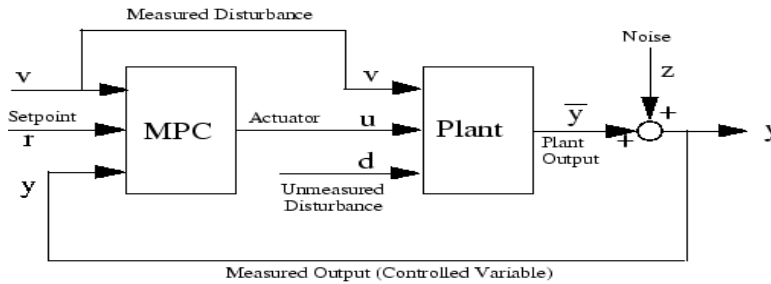 Measured Disturbance
Noise
v
v
z
Setpoint
r
MPC
Actuator
u
Plant
y
+
+
y
Plant
Output
y
d
Unmeasured
Disturbance
Measured Output (Controlled Variable)